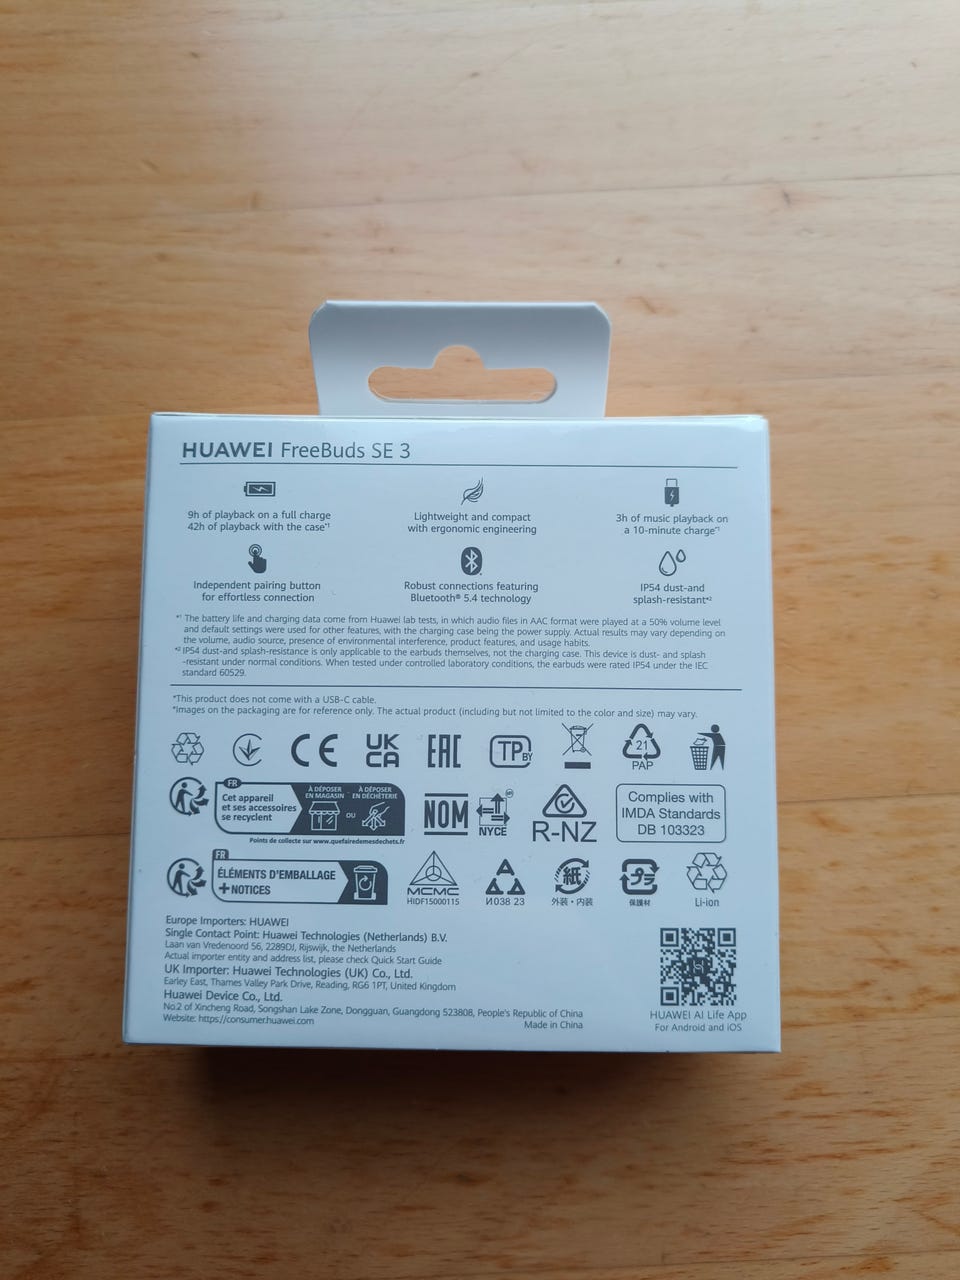 HUAWEI FreeBuds SE 3
9h of playback on a full charge
42h of playback with the case*1
Lightweight and compact
with ergonomic engineering
3h of music playback on
a 10-minute charge*1
Independent pairing button
for effortless connection
Robust connections featuring
Bluetooth® 5.4 technology
IP54 dust-and
splash-resistant*2
*1 The battery life and charging data come from Huawei lab tests, in which audio files in AAC format were played at a 50% volume level
and default settings were used for other features, with the charging case being the power supply. Actual results may vary depending on
the volume, audio source, presence of environmental interference, product features, and usage habits.
*2 IP54 dust-and splash-resistance is only applicable to the earbuds themselves, not the charging case. This device is dust- and splash
-resistant under normal conditions. When tested under controlled laboratory conditions, the earbuds were rated IP54 under the IEC
standard 60529.
*This product does not come with a USB-C cable.
*Images on the packaging are for reference only. The actual product (including but not limited to the color and size) may vary.
CE
UK
CA
EAC
TP
BY
21
PAP
FR
Cet appareil
et ses accessoires
se recyclent
À DÉPOSER
EN MAGASIN
OU
À DÉPOSER
EN DÉCHÈTERIE
Points de collecte sur www.quefairedemesdechets.fr
NOM
NYCE
R-NZ
Complies with
IMDA Standards
DB 103323
FR
ÉLÉMENTS D'EMBALLAGE
+NOTICES
MCMC
HIDF15000115
И038 23
紙
外装・内装
プラ
保護材
Li-ion
Europe Importers: HUAWEI
Single Contact Point: Huawei Technologies (Netherlands) B.V.
Laan van Vredenoord 56, 2289DJ, Rijswijk, the Netherlands
Actual importer entity and address list, please check Quick Start Guide
UK Importer: Huawei Technologies (UK) Co., Ltd.
Earley East, Thames Valley Park Drive, Reading, RG6 1PT, United Kingdom
Huawei Device Co., Ltd.
No.2 of Xincheng Road, Songshan Lake Zone, Dongguan, Guangdong 523808, People's Republic of China
Website: https://consumer.huawei.com
Made in China
HUAWEI AI Life App
For Android and iOS